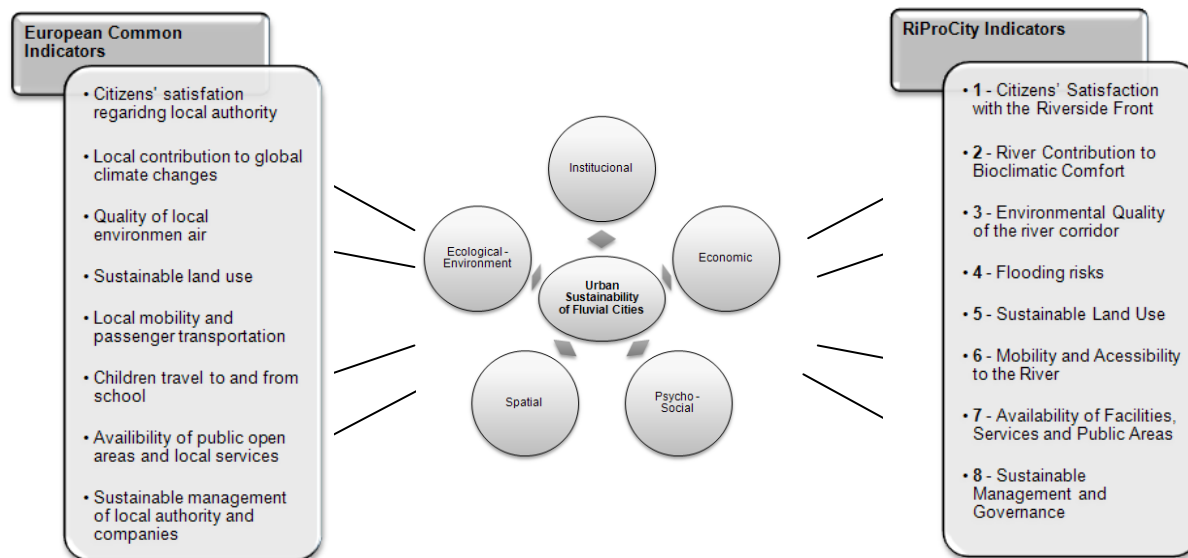 European Common
Indicators
• Citizens' satisfation
regaridng local authority
• Local contribution to global
climate changes
• Quality of local
environmen air
• Sustainable land use
• Local mobility and
passenger transportation
• Children travel to and from
school
• Availibility of public open
areas and local services
• Sustainable management
of local authority and
companies
Institucional
Ecological -
Environment
Economic
Urban
Sustainability
of Fluvial Cities
Spatial
Psycho -
Social
RiProCity Indicators
• 1 - Citizens' Satisfaction
with the Riverside Front
• 2 - River Contribution to
Bioclimatic Comfort
• 3 - Environmental Quality
of the river corridor
• 4 - Flooding risks
• 5 - Sustainable Land Use
• 6 - Mobility and Acessibility
to the River
• 7 - Availability of Facilities,
Services and Public Areas
• 8 - Sustainable
Management and
Governance